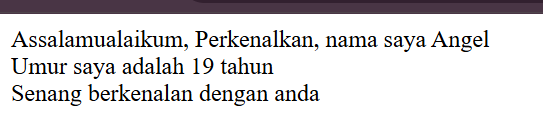 Assalamualaikum, Perkenalkan, nama saya Angel
Umur saya adalah 19 tahun
Senang berkenalan dengan anda